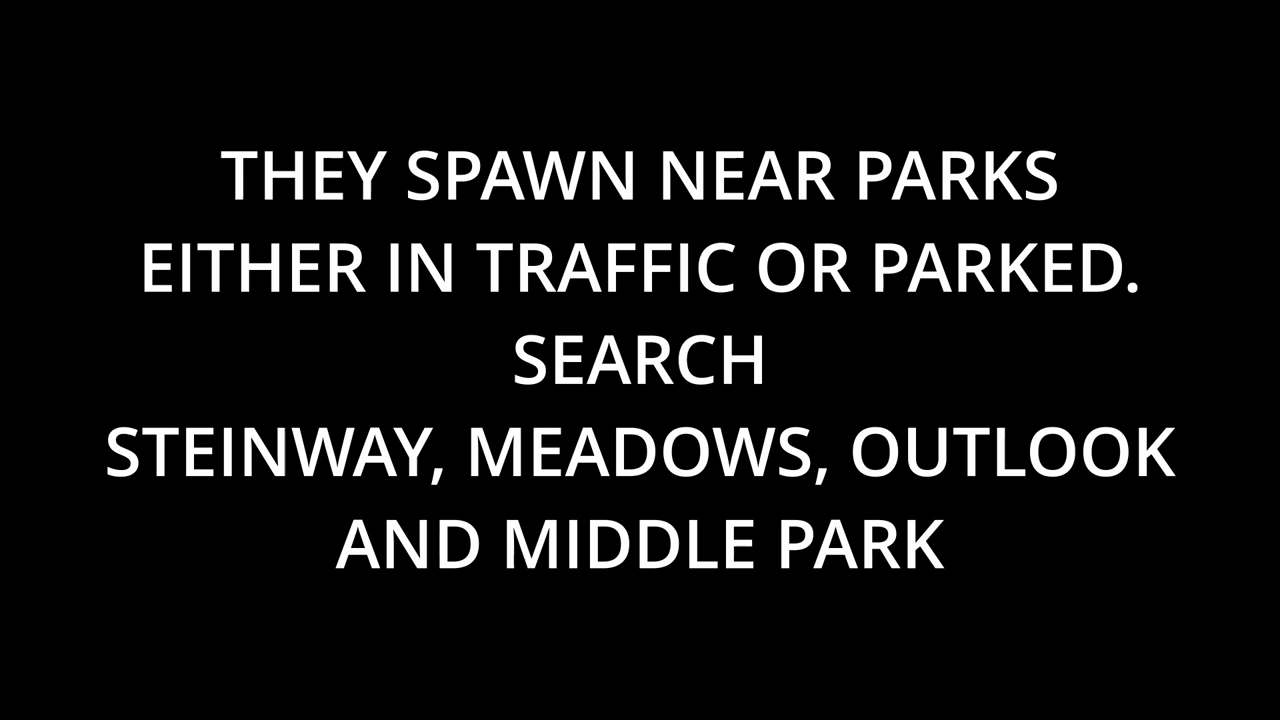 THEY SPAWN NEAR PARKS
EITHER IN TRAFFIC OR PARKED.
SEARCH
STEINWAY, MEADOWS, OUTLOOK
AND MIDDLE PARK